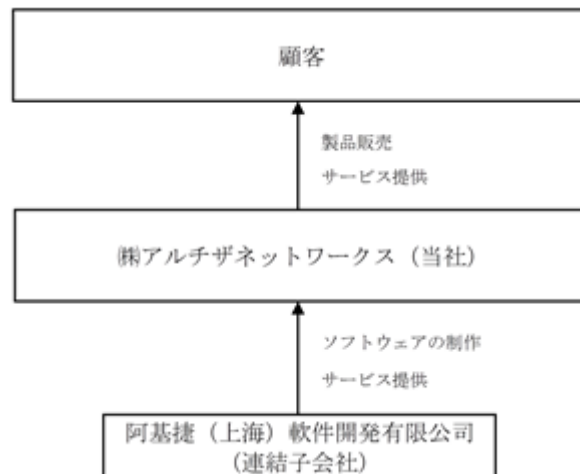 顧客
製品販売
サービス提供
㈱アルチザネットワークス（当社）
ソフトウェアの制作
サービス提供
阿基捷（上海）軟件開発有限公司
（連結子会社）